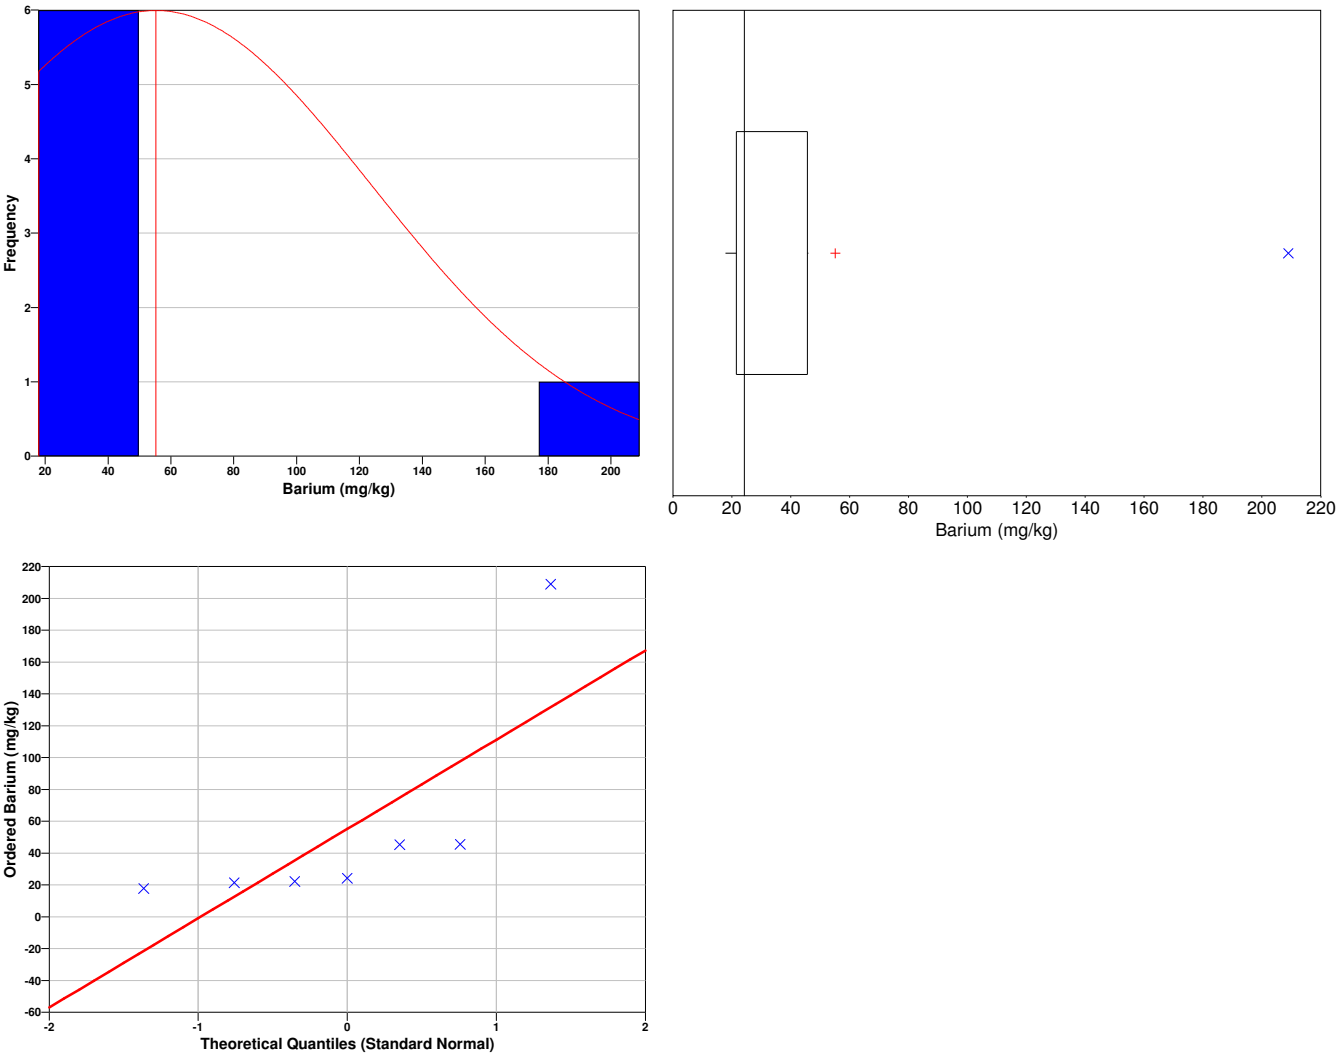 6
5
4
3
2
1
0
Frequency
20 40 60 80 100 120 140 160 180 200
Barium (mg/kg)
0 20 40 60 80 100 120 140 160 180 200 220
Barium (mg/kg)
220
200
180
160
140
120
100
80
60
40
20
0
-20
-40
-60
Ordered Barium (mg/kg)
-2 -1 0 1 2
Theoretical Quantiles (Standard Normal)